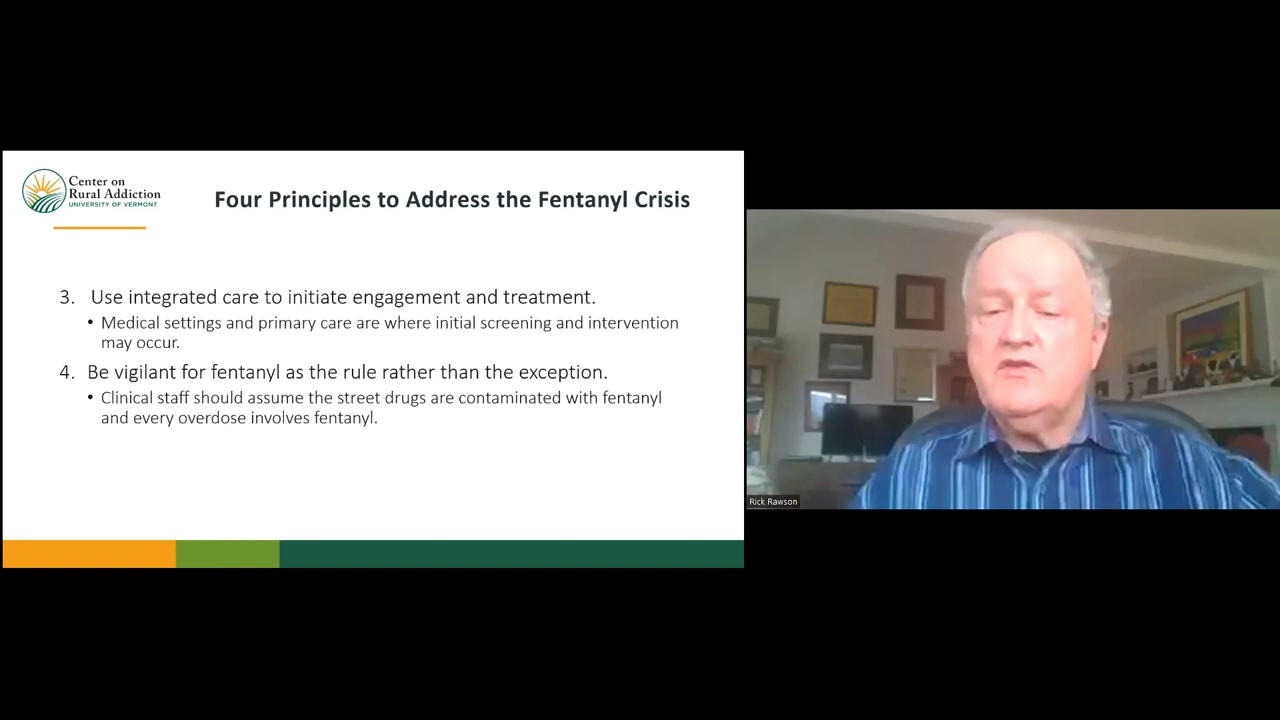 Center on
Rural Addiction
UNIVERSITY OF VERMONT
Four Principles to Address the Fentanyl Crisis
3. Use integrated care to initiate engagement and treatment.
• Medical settings and primary care are where initial screening and intervention
may occur.
4. Be vigilant for fentanyl as the rule rather than the exception.
• Clinical staff should assume the street drugs are contaminated with fentanyl
and every overdose involves fentanyl.
Rick Rawson